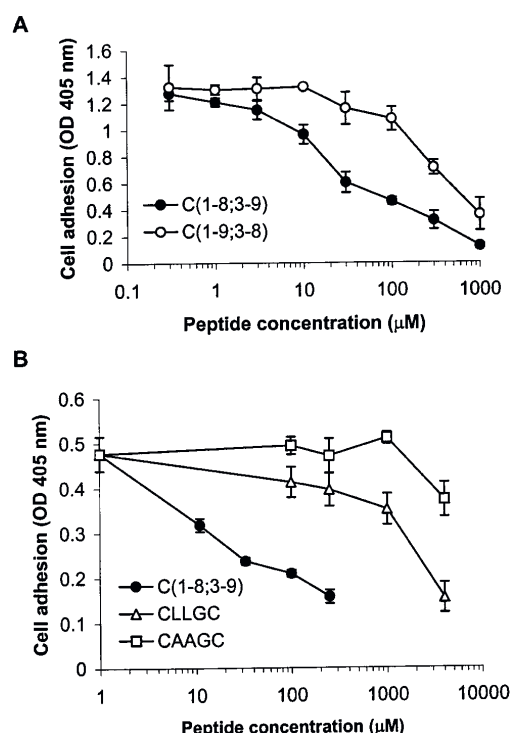 A
Cell adhesion (OD 405 nm)
1.6
1.4
1.2
1
0.8
0.6
0.4
0.2
0
C(1-8;3-9)
C(1-9;3-8)
0.1 1 10 100 1000
Peptide concentration (μM)
B
Cell adhesion (OD 405 nm)
0.6
0.5
0.4
0.3
0.2
0.1
0
C(1-8;3-9)
CLLGC
CAAGC
1 10 100 1000 10000
Peptide concentration (μM)